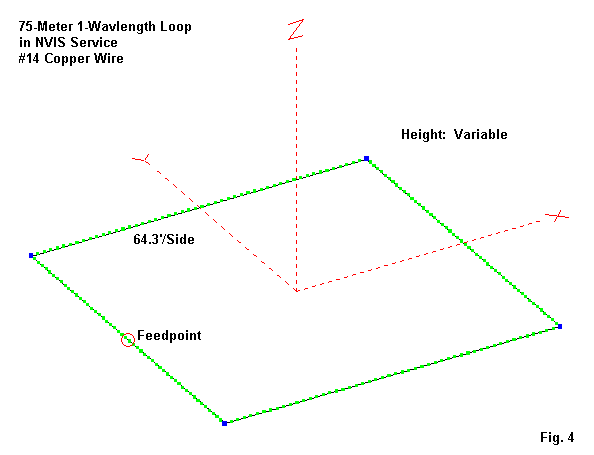 75-Meter 1-Wavlength Loop
in NVIS Service
#14 Copper Wire
Z
Height: Variable
Y
X
64.3'/Side
Feedpoint
Fig. 4